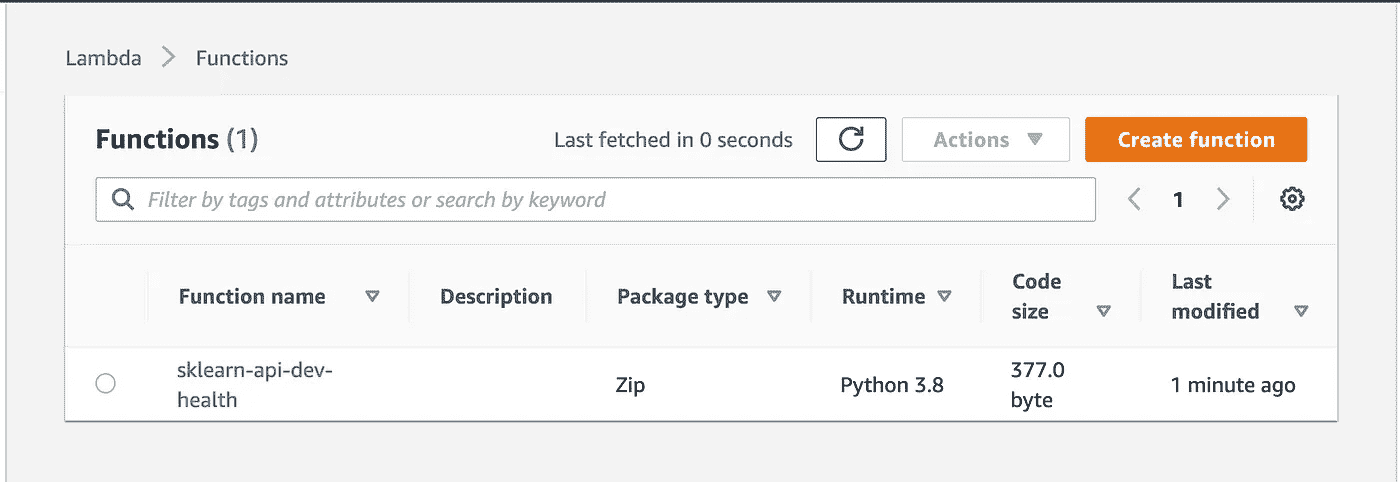 Lambda > Functions
Functions (1)
Last fetched in 0 seconds
Actions
Create function
Filter by tags and attributes or search by keyword
1
Function name
Description
Package type
Runtime
Code
size
Last
modified
sklearn-api-dev-
health
Zip
Python 3.8
377.0
byte
1 minute ago